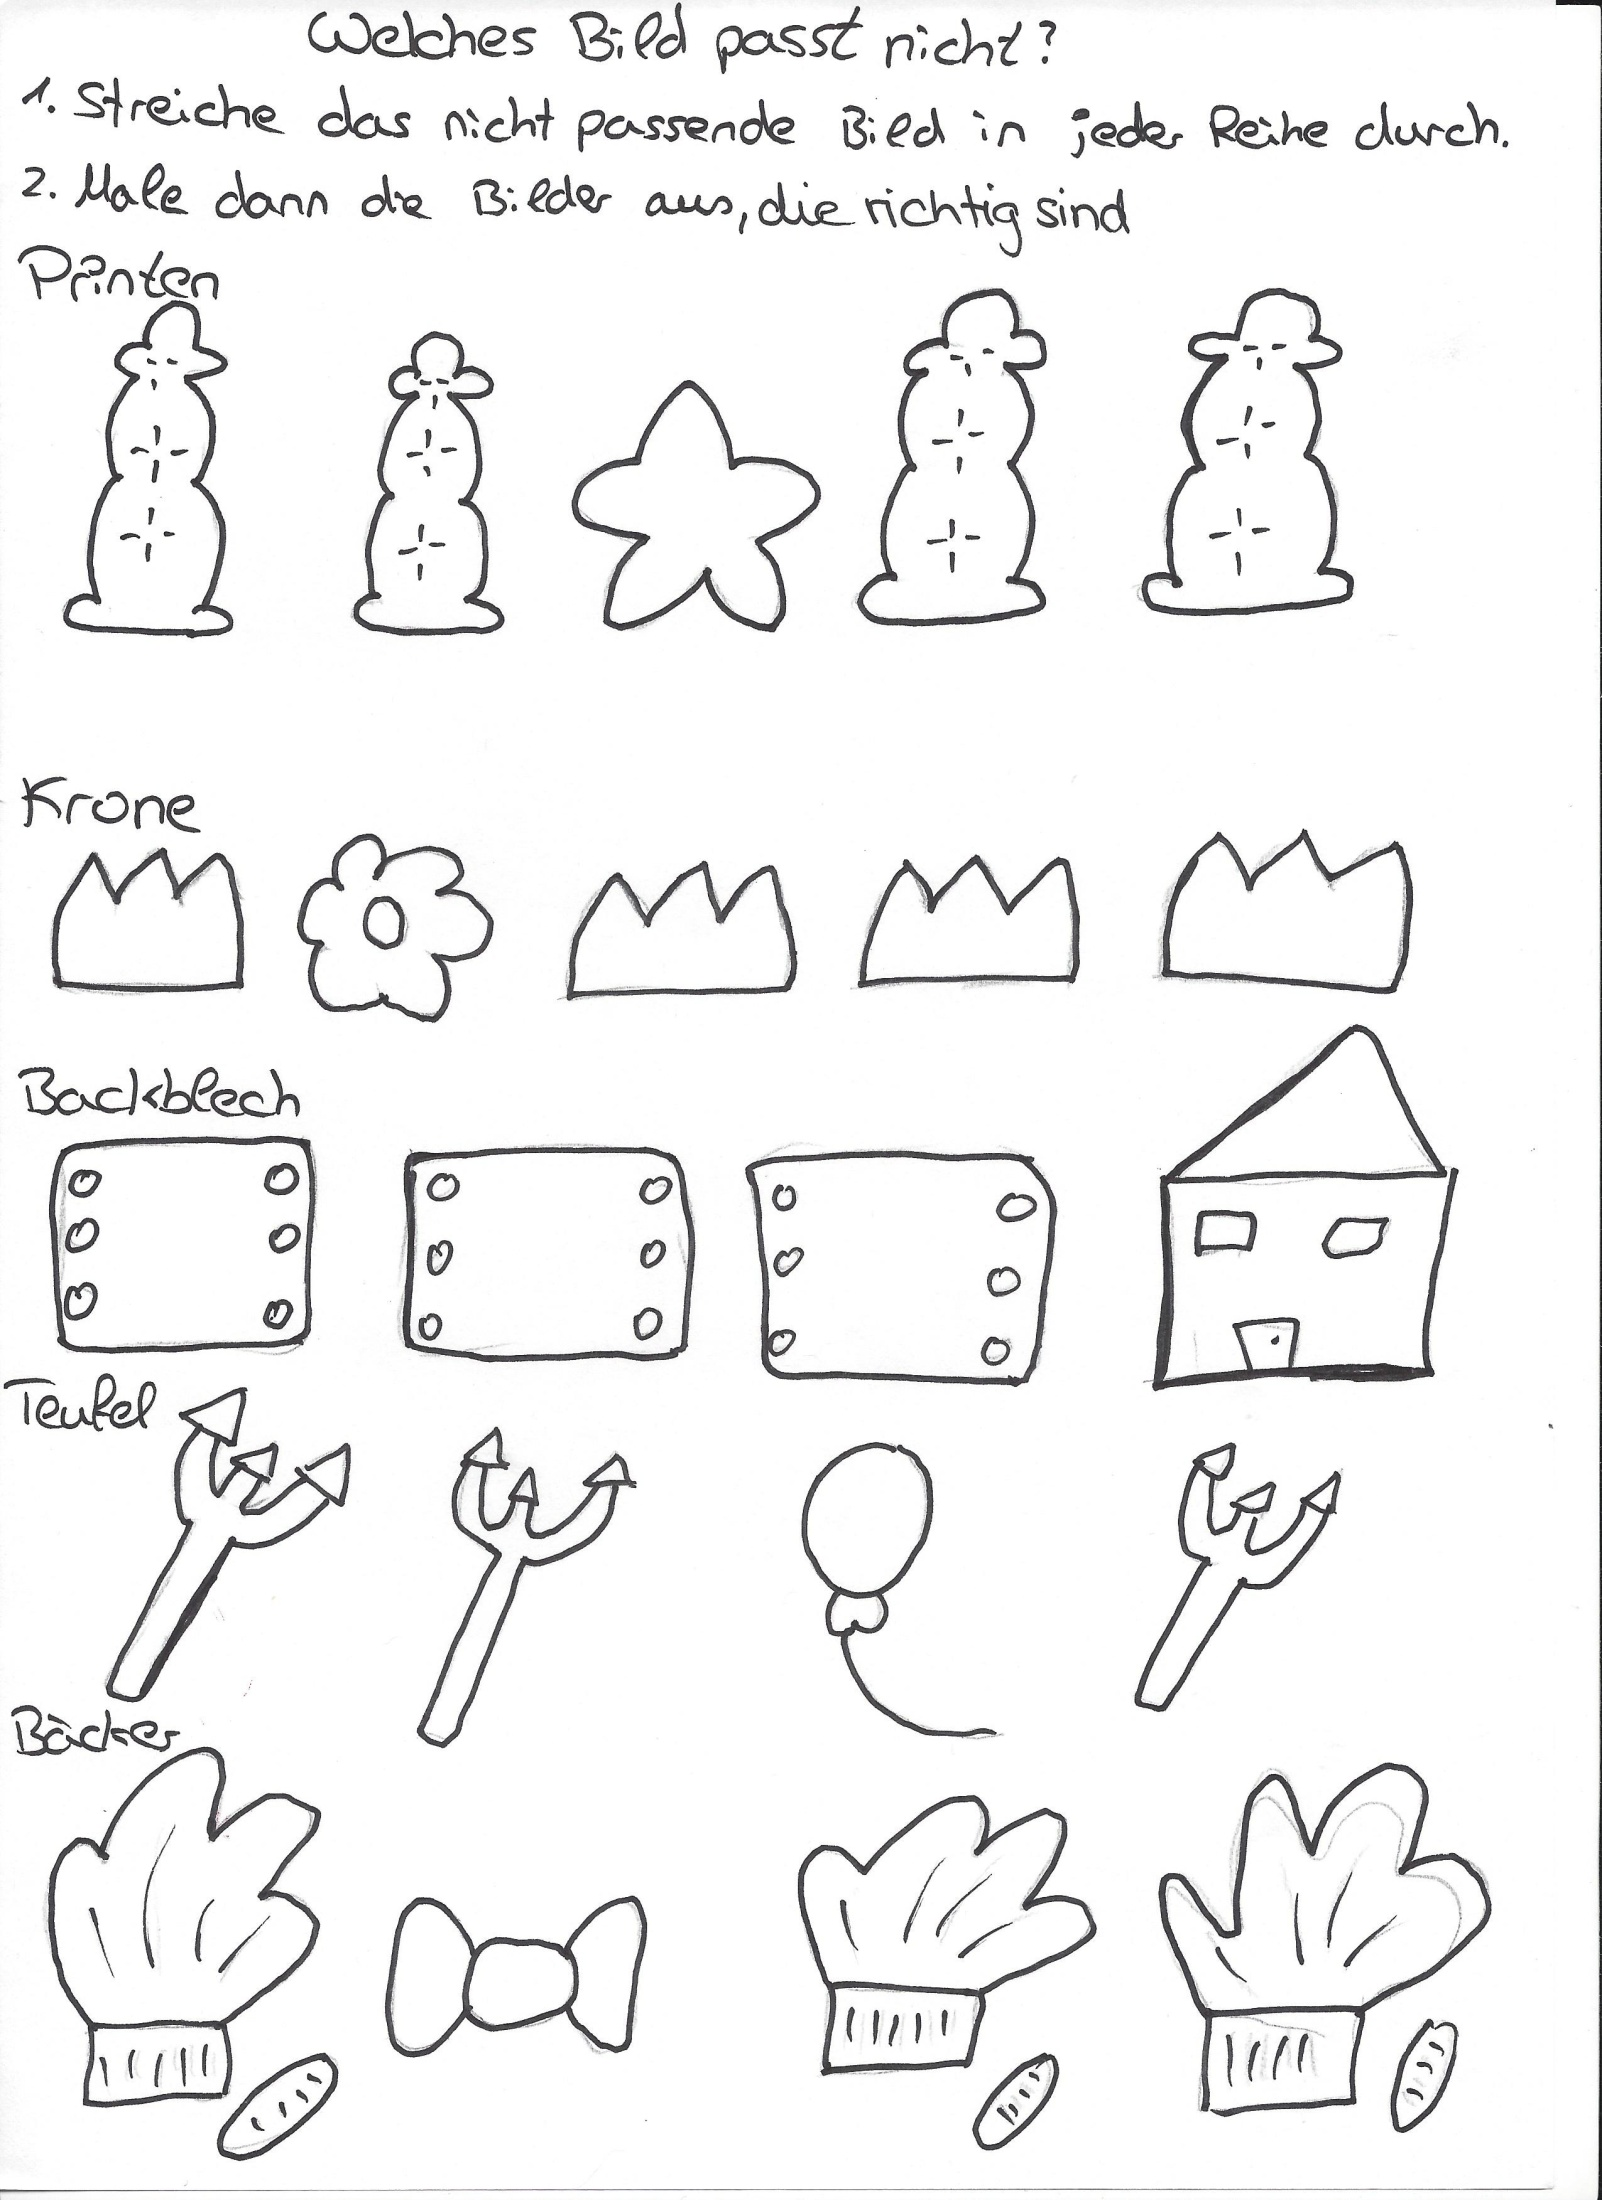 Welches Bild passt nicht?
1. Streiche das nicht passende Bild in jeder Reihe durch.
2. Male dann die Bilder aus, die richtig sind
Printen
Krone
Backblech
Teufel
Bäcker